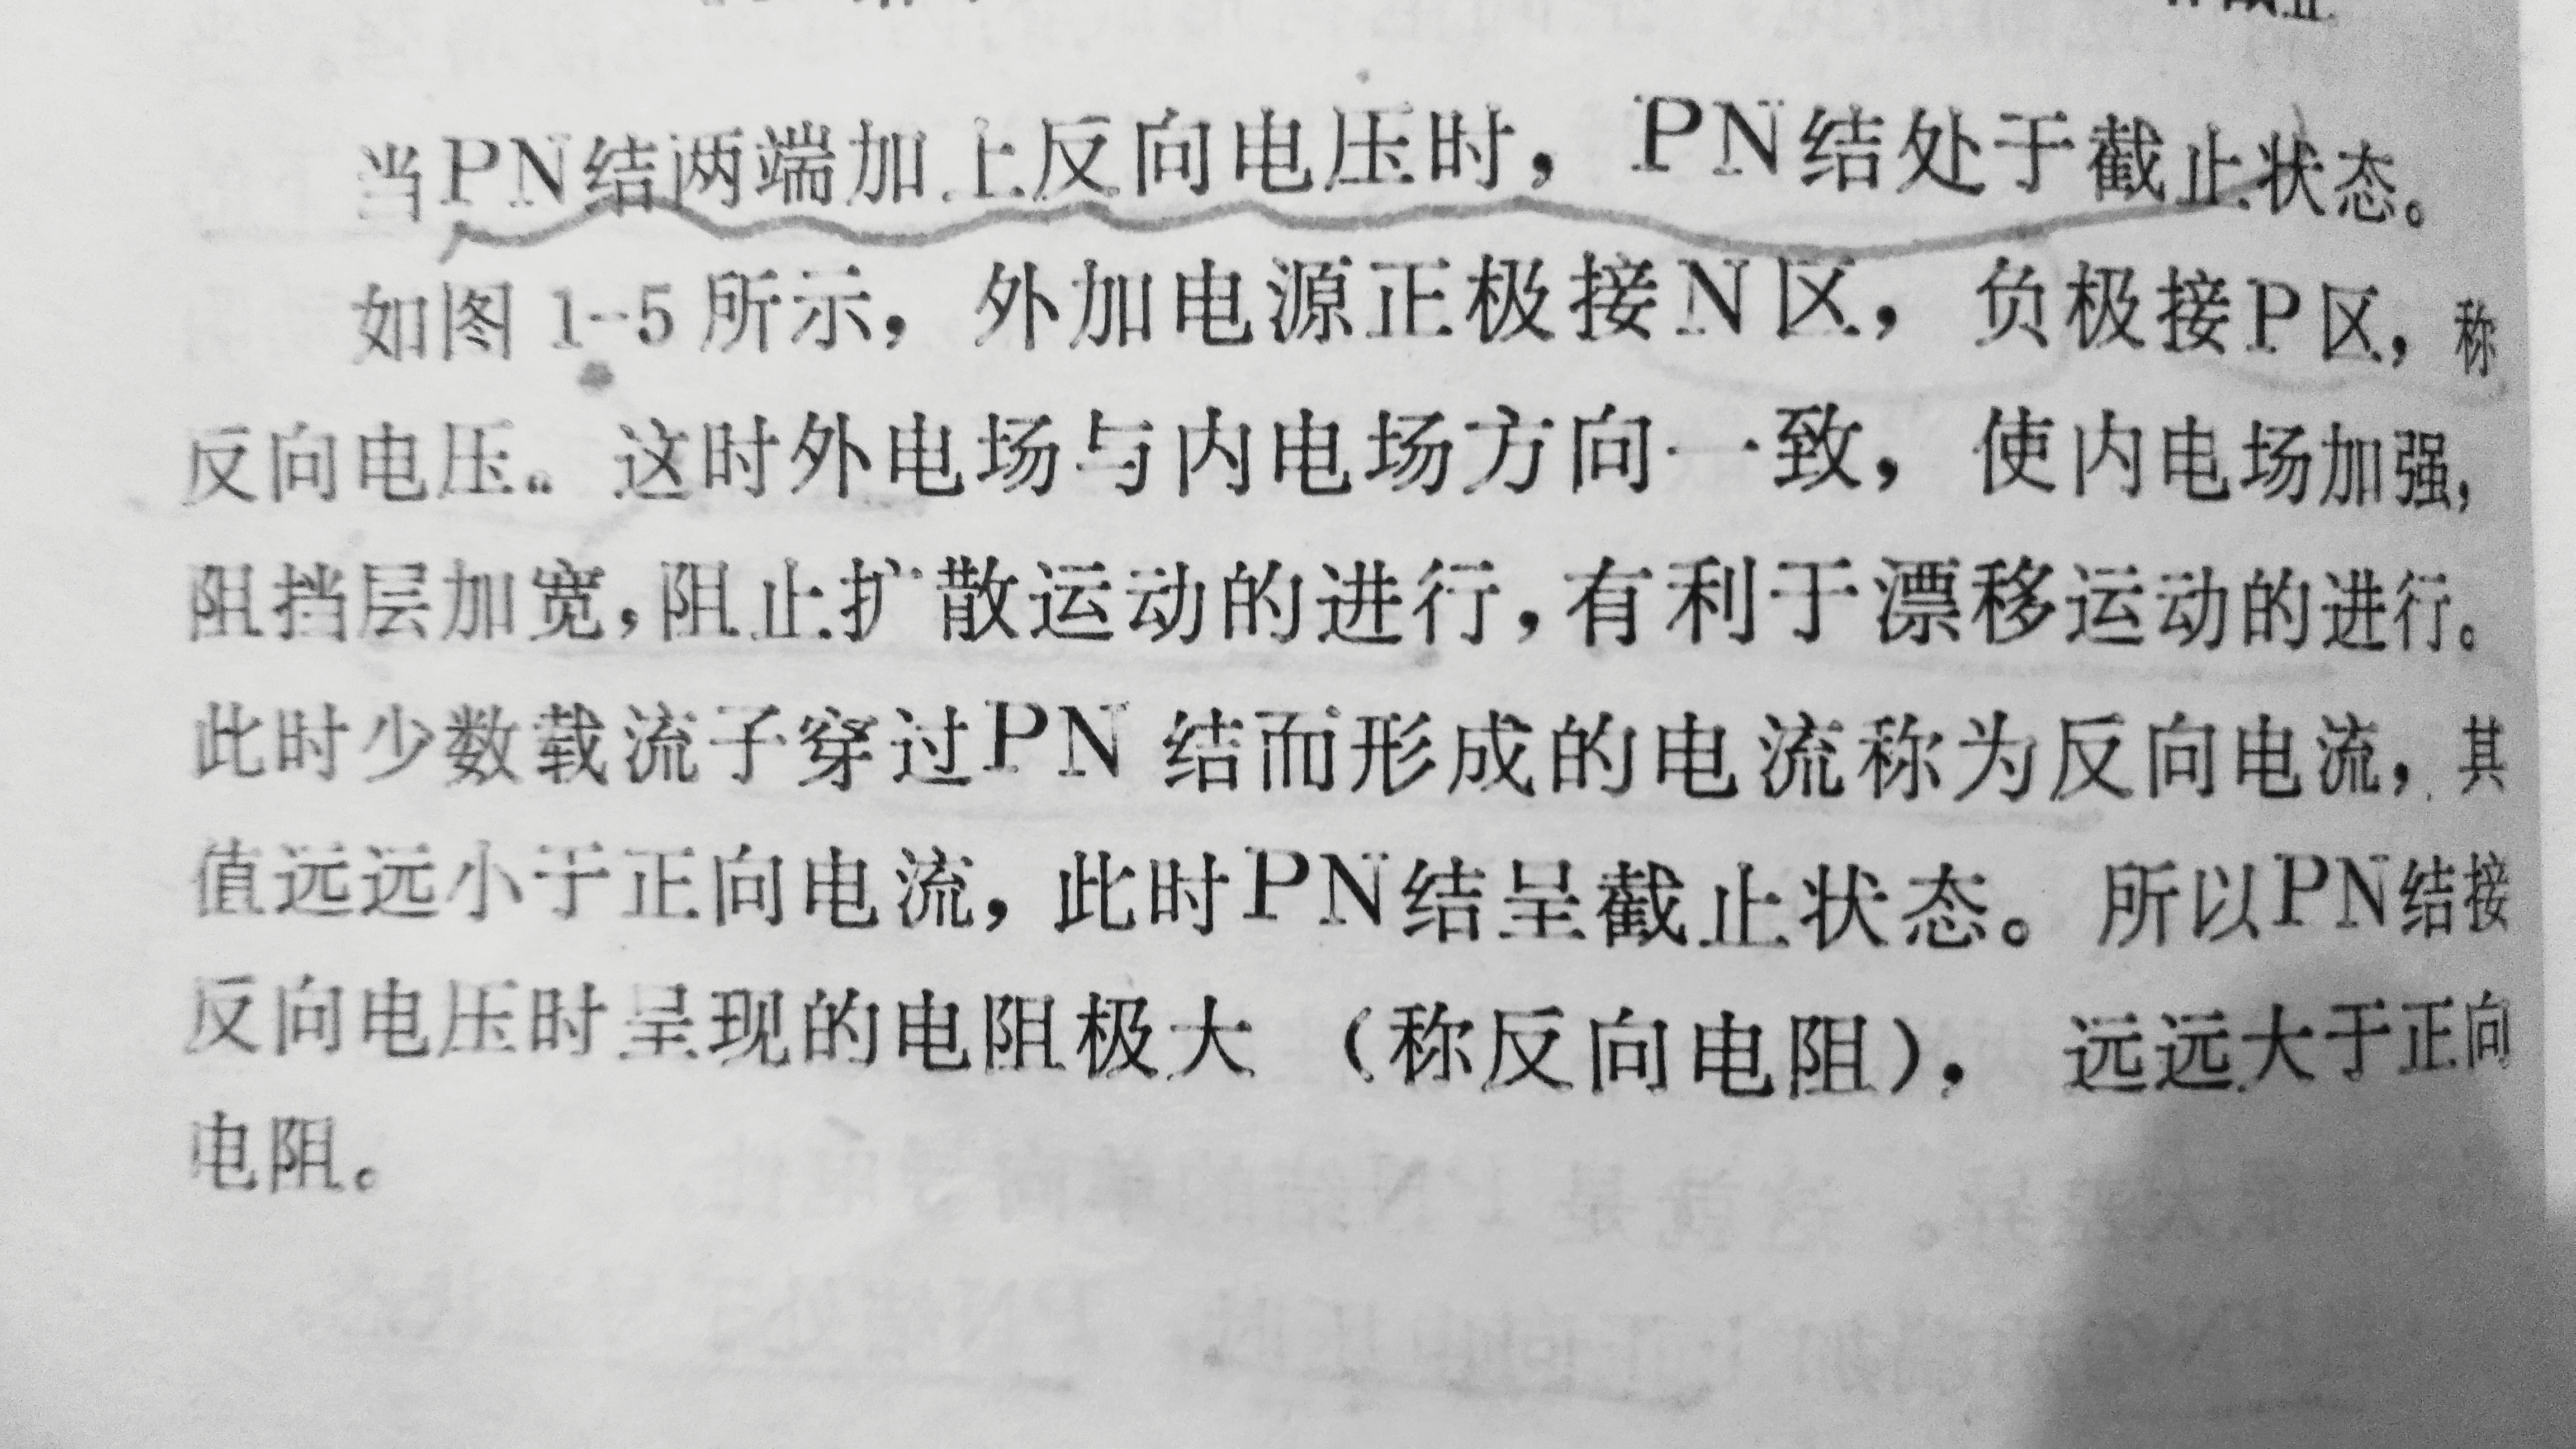 当PN结两端加上反向电压时，PN结处于截止状态。
如图 1-5 所示，外加电源正极接N区，负极接P区，称
反向电压。这时外电场与内电场方向一致，使内电场加强，
阻挡层加宽，阻止扩散运动的进行，有利于漂移运动的进行。
此时少数载流子穿过PN 结而形成的电流称为反向电流，其
值远远小于正向电流，此时PN结呈截止状态。所以PN结接
反向电压时呈现的电阻极大 （称反向电阻），远远大于正向
电阻。